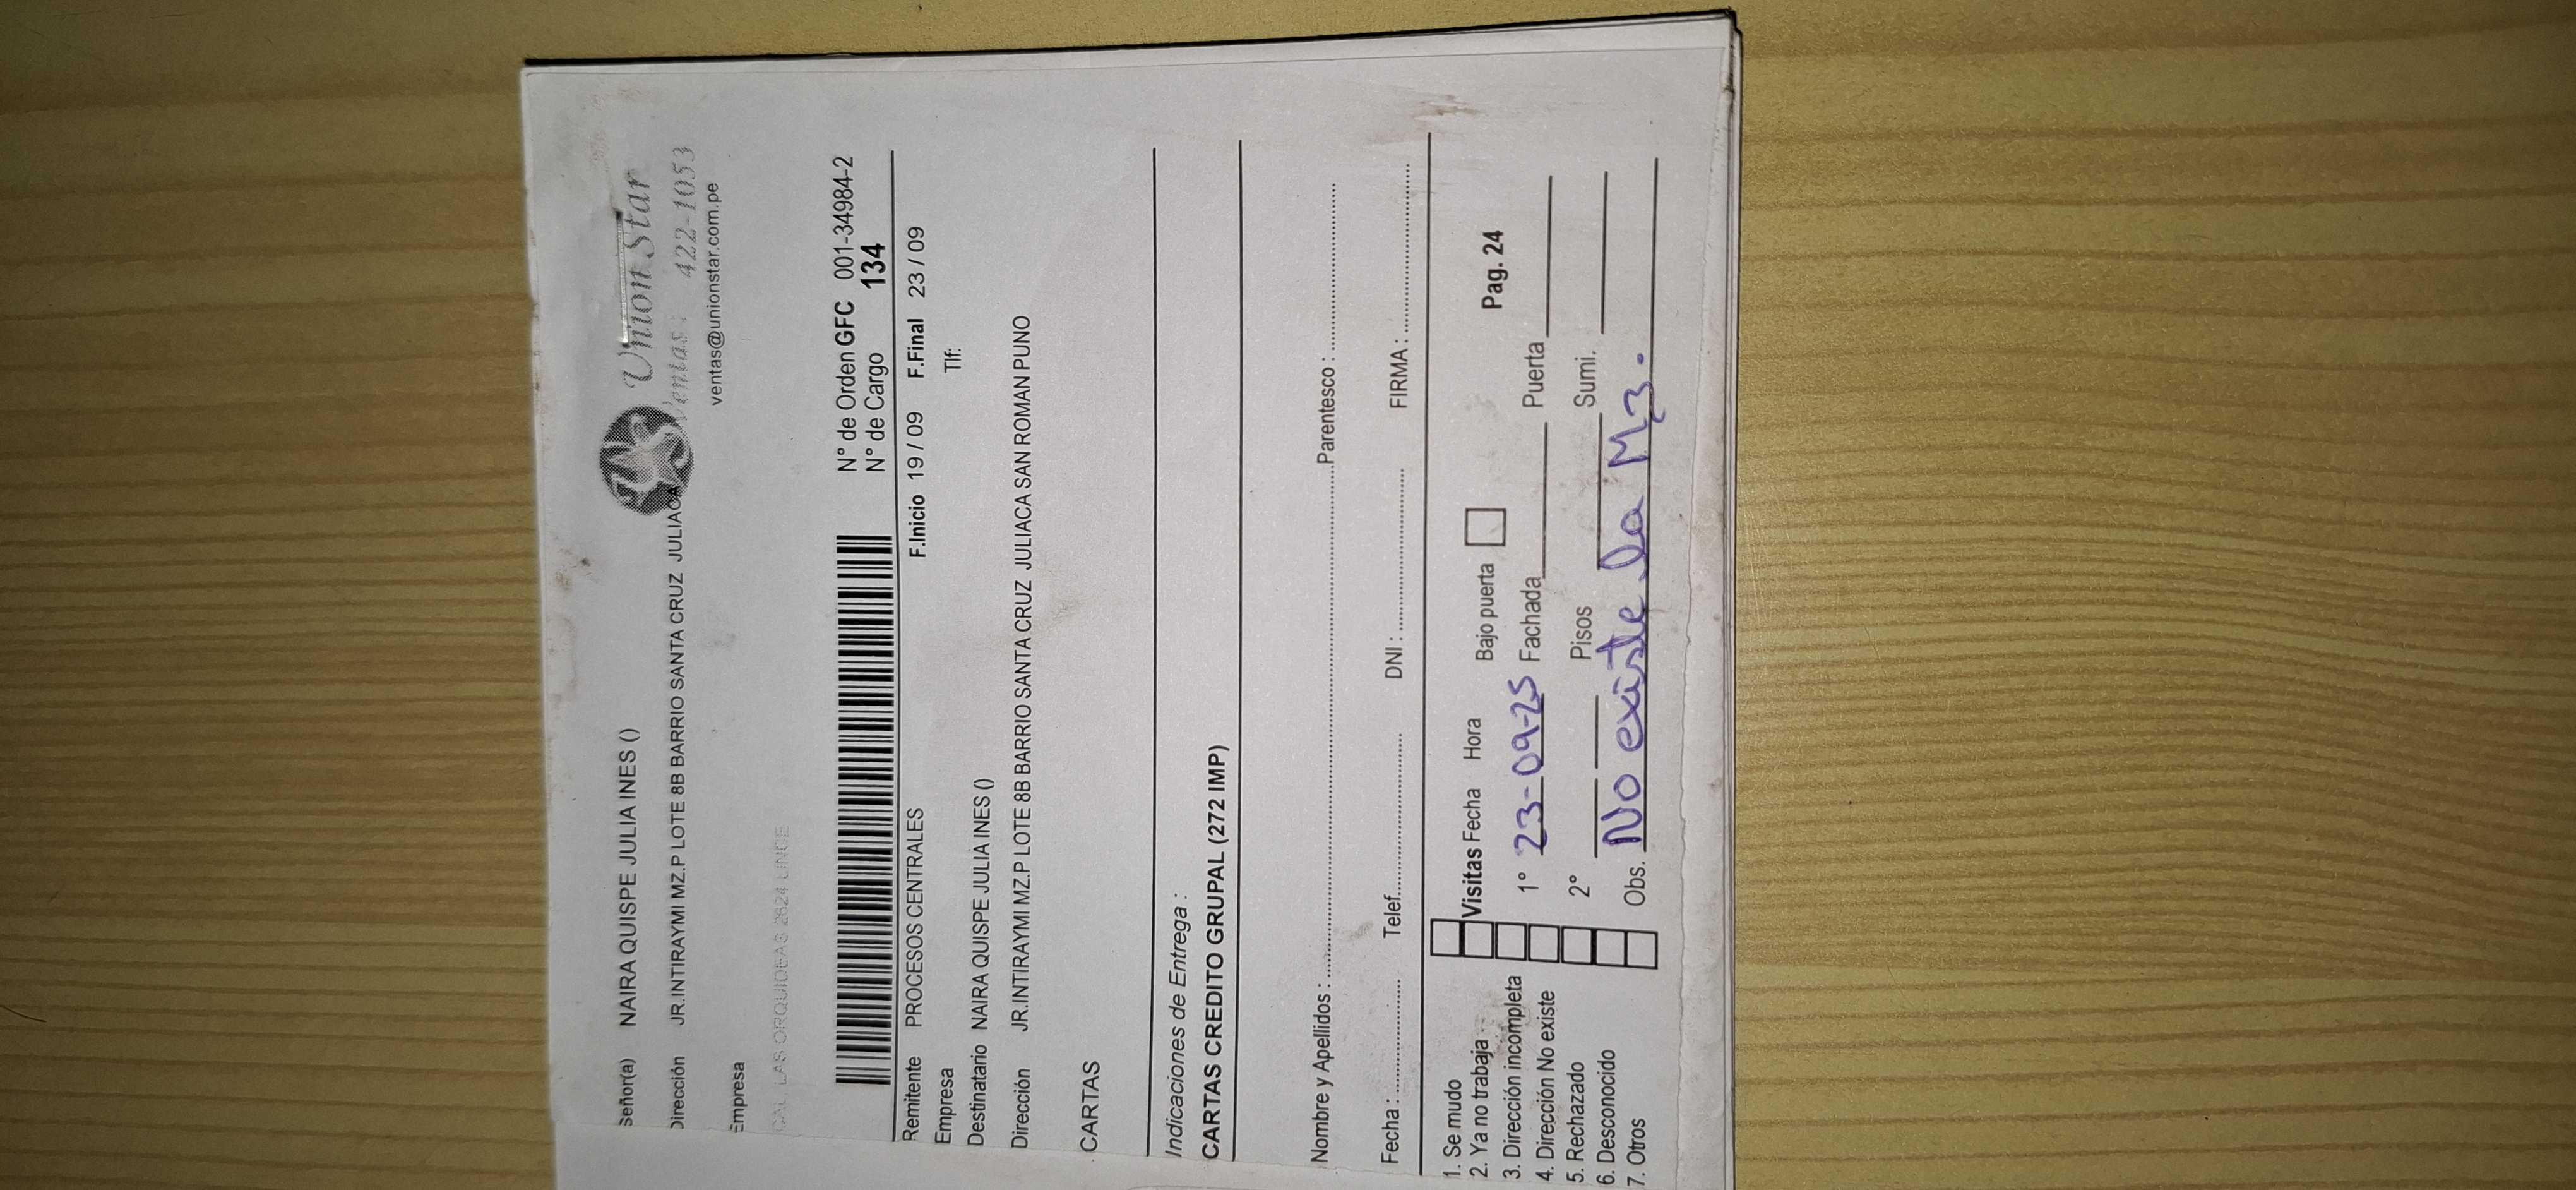 Union Star
Ventas : 422-1053
ventas@unionstar.com.pe
Señor(a) NAIRA QUISPE JULIA INES ()
Dirección JR.INTIRAYMI MZ.P LOTE 8B BARRIO SANTA CRUZ JULIACA
Empresa
CAL. LAS ORQUIDEAS 2624 LINCE
N° de Orden GFC 001-34984-2
N° de Cargo 134
Remitente PROCESOS CENTRALES F.Inicio 19 / 09 F.Final 23 / 09
Empresa Tlf:
Destinatario NAIRA QUISPE JULIA INES ()
Dirección JR.INTIRAYMI MZ.P LOTE 8B BARRIO SANTA CRUZ JULIACA SAN ROMAN PUNO
CARTAS
Indicaciones de Entrega :
CARTAS CREDITO GRUPAL (272 IMP)
Nombre y Apellidos : Parentesco :
Fecha : Telef. DNI : FIRMA :
1. Se mudo
2. Ya no trabaja
3. Dirección incompleta
4. Dirección No existe
5. Rechazado
6. Desconocido
7. Otros
Visitas Fecha Hora Bajo puerta Pag. 24
1° 23-09-25 Fachada Puerta
2° Pisos Sumi.
Obs. No existe la Mz.